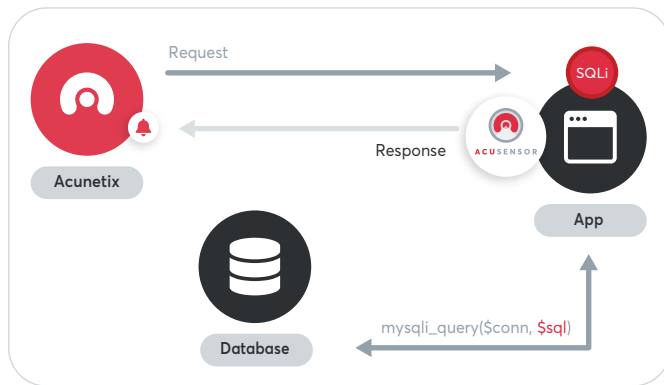 Request
SQLi
ACUSENSOR
Response
Acunetix
App
mysqli_query($conn, $sql)
Database